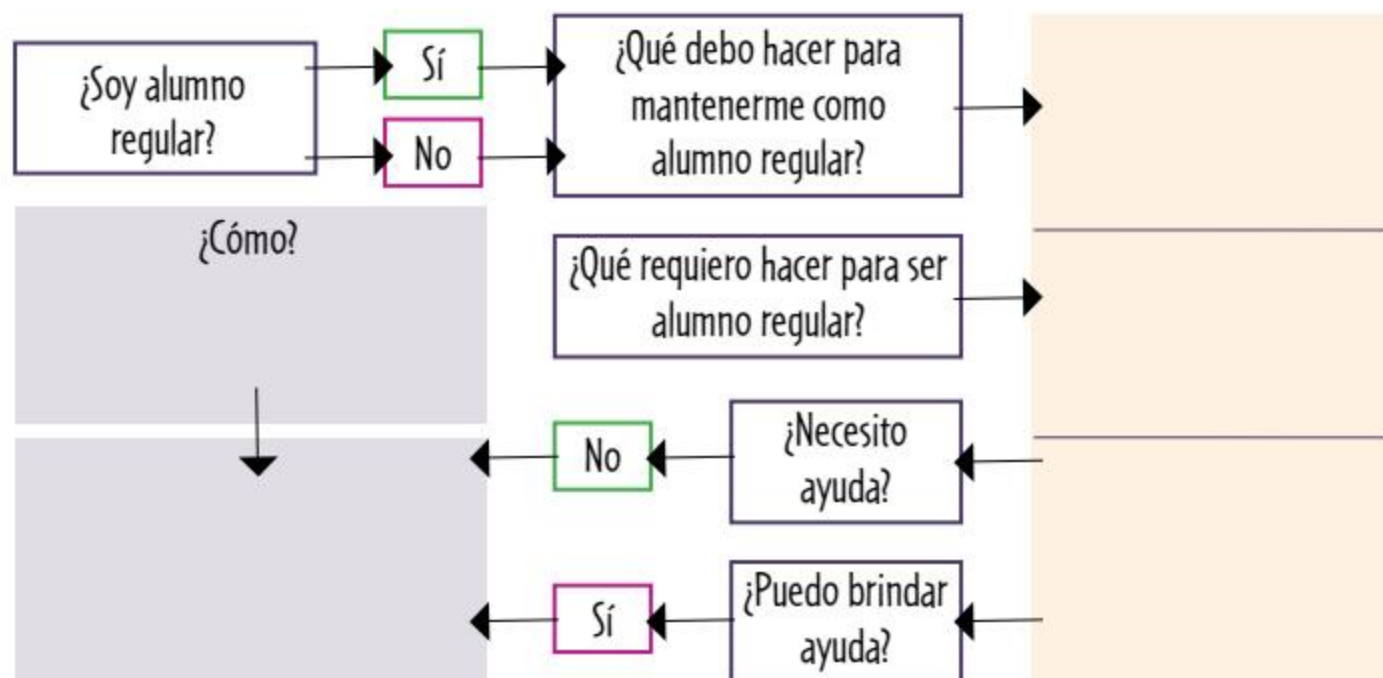 ¿Soy alumno
regular?
Sí
No
¿Qué debo hacer para
mantenerme como
alumno regular?
¿Cómo?
¿Qué requiero hacer para ser
alumno regular?
No
¿Necesito
ayuda?
Sí
¿Puedo brindar
ayuda?